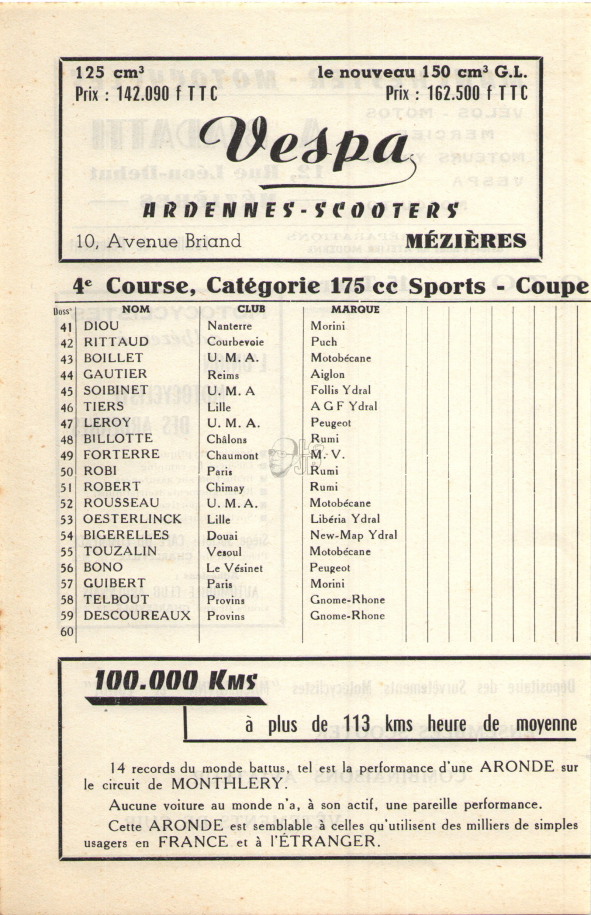 125 cm³ le nouveau 150 cm³ G.L.
Prix : 142.090 f TTC Prix : 162.500 f TTC
Vespa
ARDENNES-SCOOTERS
10, Avenue Briand MÉZIÈRES
4e Course, Catégorie 175 cc Sports - Coupe
Doss. NOM CLUB MARQUE
41 DIOU Nanterre Morini
42 RITTAUD Courbevoie Puch
43 BOILLET U. M. A. Motobécane
44 GAUTIER Reims Aiglon
45 SOIBINET U. M. A Follis Ydral
46 TIERS Lille A G F Ydral
47 LEROY U. M. A. Peugeot
48 BILLOTTE Châlons Rumi
49 FORTERRE Chaumont M. V.
50 ROBI Paris Rumi
51 ROBERT Chimay Rumi
52 ROUSSEAU U. M. A. Motobécane
53 OESTERLINCK Lille Libéria Ydral
54 BIGEREL LES Douai New-Map Ydral
55 TOUZALIN Vesoul Motobécane
56 BONO Le Vésinet Peugeot
57 GUIBERT Paris Morini
58 TELBOUT Provins Gnome-Rhone
59 DESCOUREAUX Provins Gnome-Rhone
60
100.000 KMS
à plus de 113 kms heure de moyenne
14 records du monde battus, tel est la performance d'une ARONDE sur
le circuit de MONTHLERY.
Aucune voiture au monde n'a, à son actif, une pareille performance.
Cette ARONDE est semblable à celles qu'utilisent des milliers de simples
usagers en FRANCE et à l'ÉTRANGER.